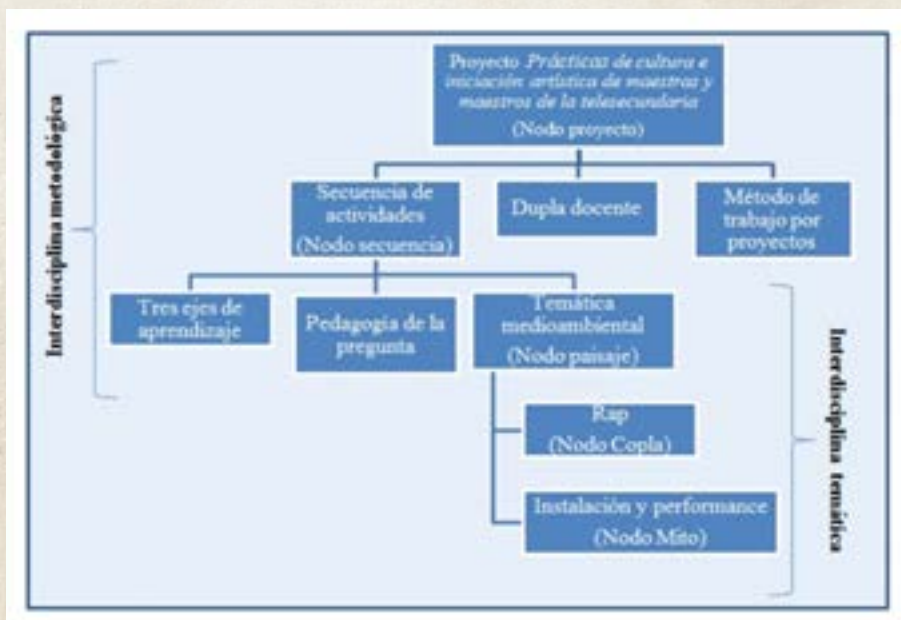 Proyecto Prácticas de cultura e
iniciación artística de maestras y
maestros de la telesecundaria
(Nodo proyecto)
Interdisciplina metodológica
Secuencia de
actividades
(Nodo secuencia)
Dupla docente
Método de
trabajo por
proyectos
Tres ejes de
aprendizaje
Pedagogía de la
pregunta
Temática
medioambiental
(Nodo paisaje)
Interdisciplina temática
Rap
(Nodo Copla)
Instalación y performance
(Nodo Mito)